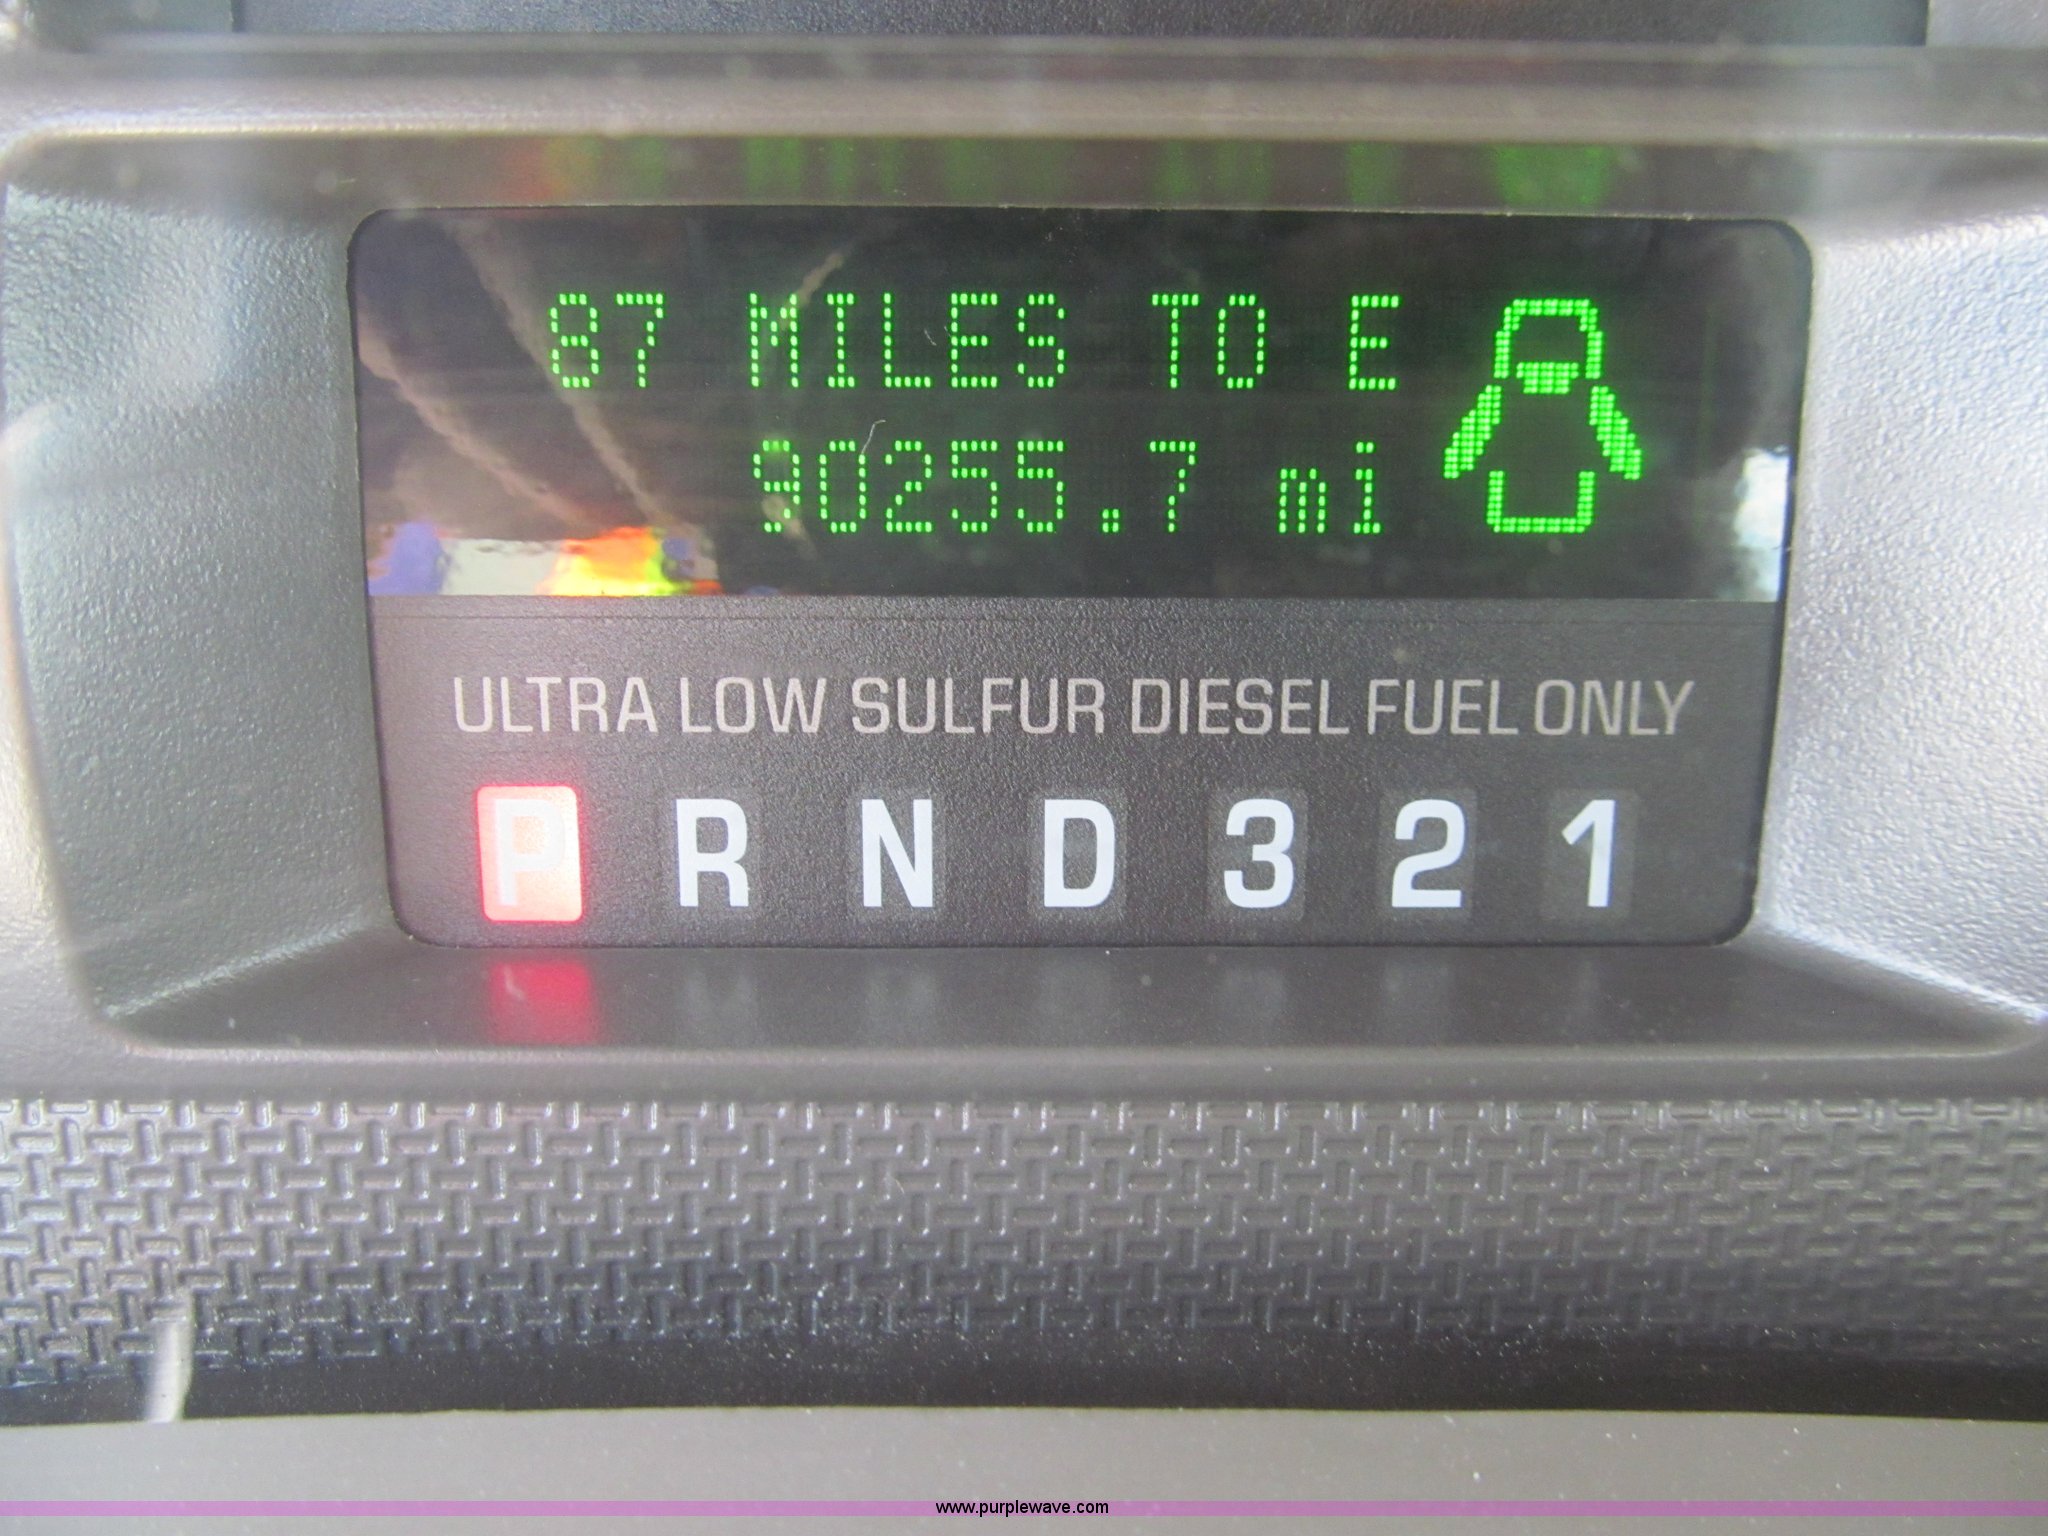 87 MILES TO E
90255.7 mi
ULTRA LOW SULFUR DIESEL FUEL ONLY
P R N D 3 2 1
www.purplewave.com